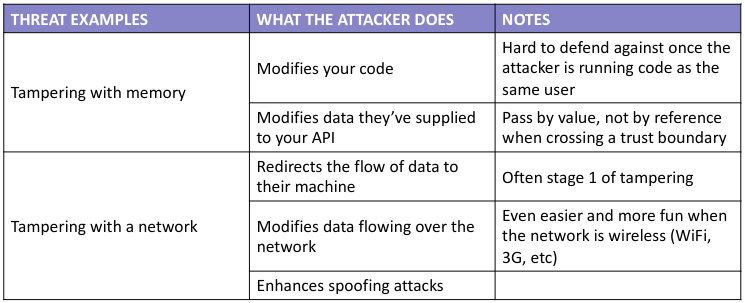 THREAT EXAMPLES WHAT THE ATTACKER DOES NOTES
Tampering with memory
Modifies your code
Hard to defend against once the
attacker is running code as the
same user
Modifies data they've supplied
to your API
Pass by value, not by reference
when crossing a trust boundary
Tampering with a network
Redirects the flow of data to
their machine
Often stage 1 of tampering
Modifies data flowing over the
network
Even easier and more fun when
the network is wireless (WiFi,
3G, etc)
Enhances spoofing attacks